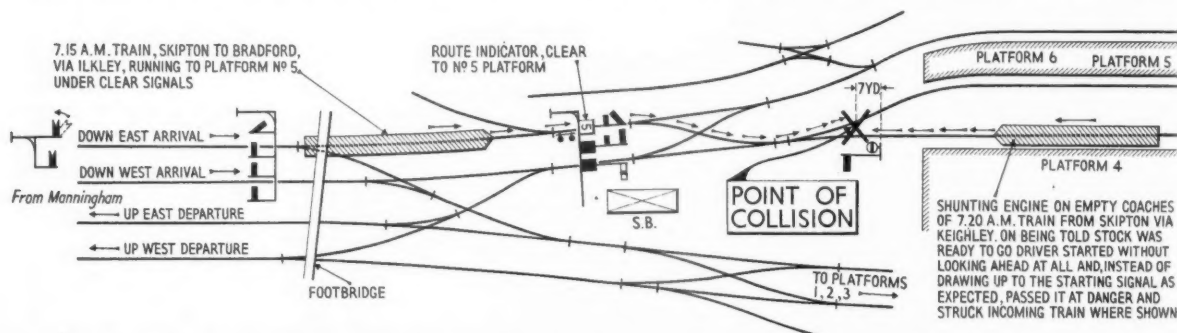 7.15 A.M. TRAIN, SKIPTON TO BRADFORD,
VIA ILKLEY, RUNNING TO PLATFORM Nº 5,
UNDER CLEAR SIGNALS
ROUTE INDICATOR, CLEAR
TO Nº 5 PLATFORM
5
7YD
PLATFORM 6
PLATFORM 5
DOWN EAST ARRIVAL
DOWN WEST ARRIVAL
From Manningham
UP EAST DEPARTURE
UP WEST DEPARTURE
FOOTBRIDGE
S.B.
POINT OF
COLLISION
PLATFORM 4
TO PLATFORMS
1,2,3
SHUNTING ENGINE ON EMPTY COACHES
OF 7.20 A.M. TRAIN FROM SKIPTON VIA
KEIGHLEY. ON BEING TOLD STOCK WAS
READY TO GO DRIVER STARTED WITHOUT
LOOKING AHEAD AT ALL AND, INSTEAD OF
DRAWING UP TO THE STARTING SIGNAL AS
EXPECTED, PASSED IT AT DANGER AND
STRUCK INCOMING TRAIN WHERE SHOWN